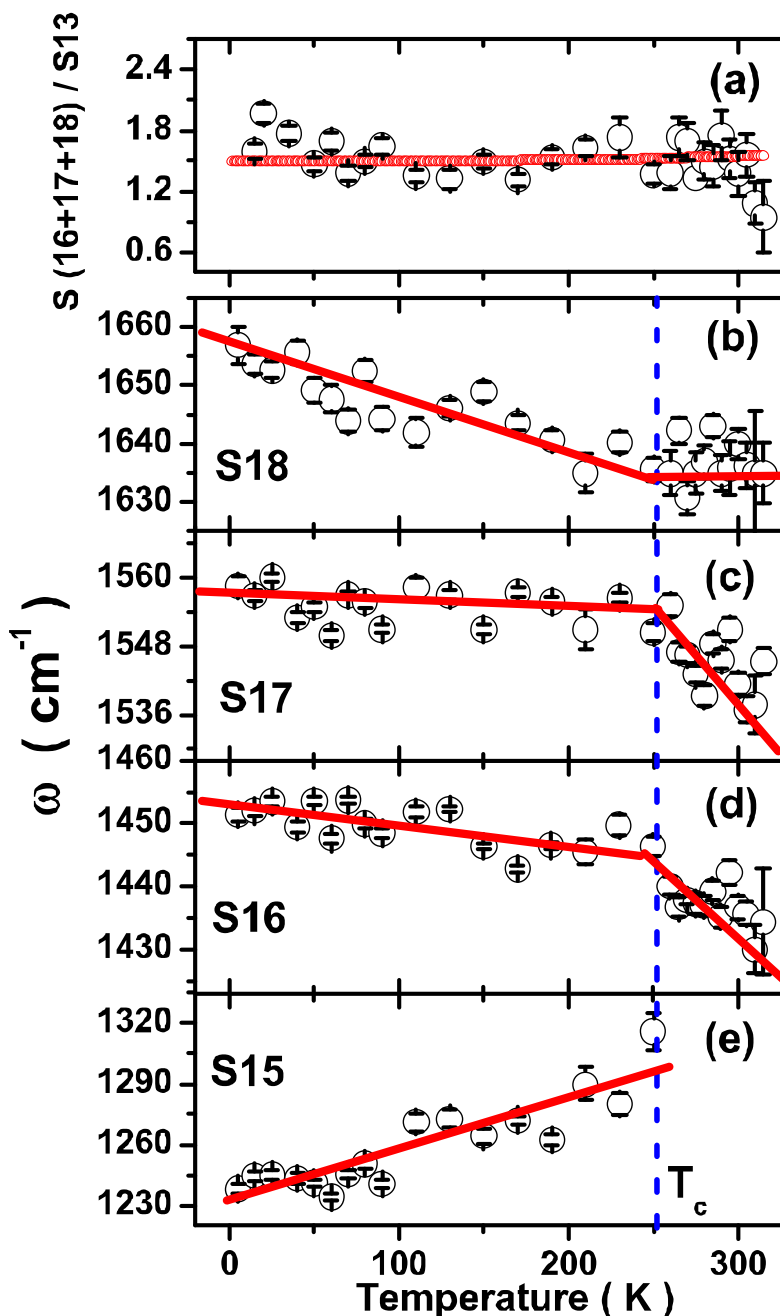 S (16+17+18) / S13
2.4
1.8
1.2
0.6
(a)
1660
1650
1640
1630
S18
(b)
1560
1548
1536
S17
(c)
ω ( cm-1 )
1460
1450
1440
1430
S16
(d)
1320
1290
1260
1230
S15
(e)
Tc
0 100 200 300
Temperature ( K )